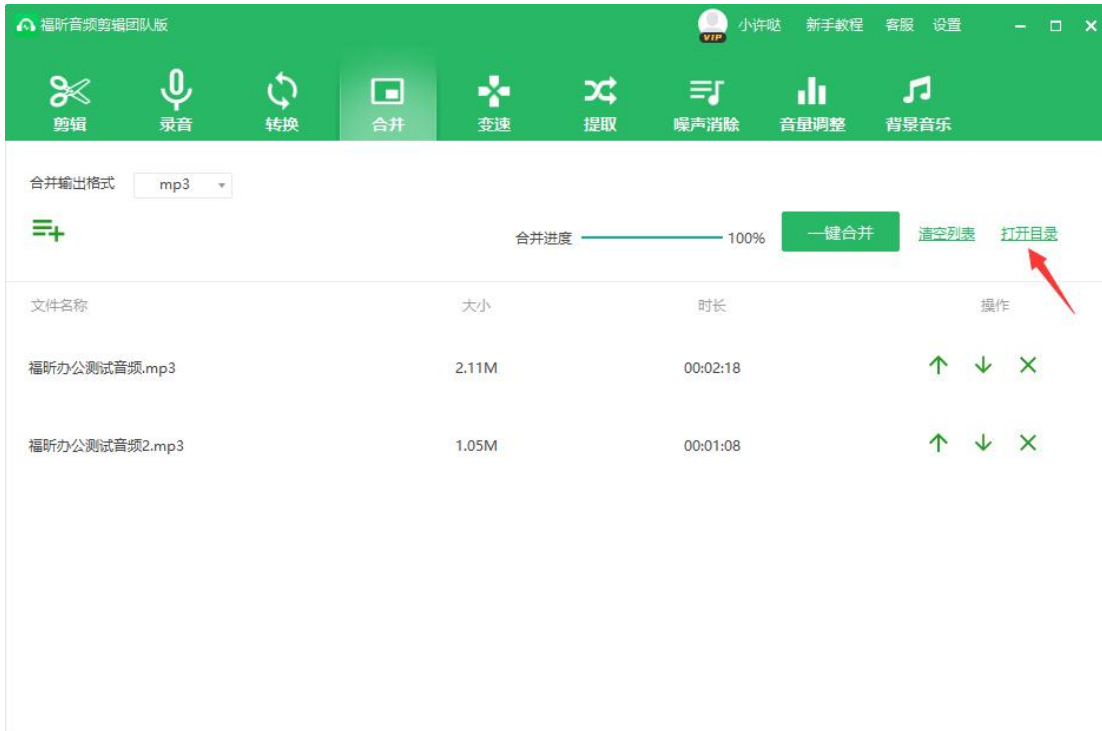 福昕音频剪辑团队版 VIP 小许哒 新手教程 客服 设置
剪辑 录音 转换 合并 变速 提取 噪声消除 音量调整 背景音乐
合并输出格式 mp3
合并进度 100% 一键合并 清空列表 打开目录
文件名称 大小 时长 操作
福昕办公测试音频.mp3 2.11M 00:02:18
福昕办公测试音频2.mp3 1.05M 00:01:08